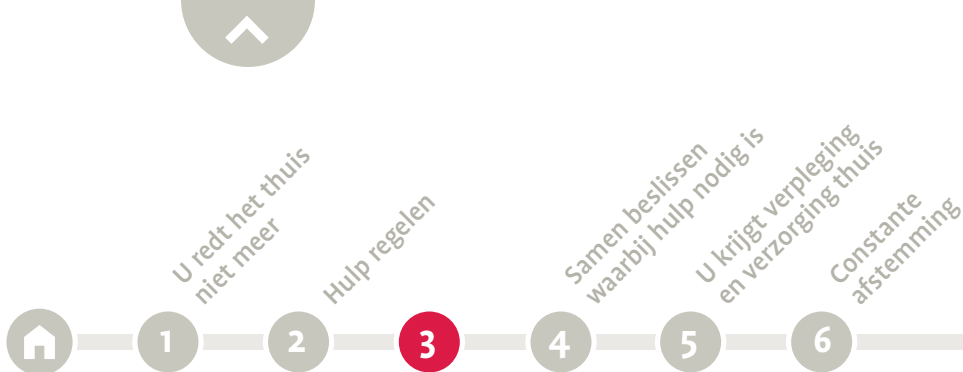 U redt het thuis
niet meer
Hulp regelen
Samen beslissen
waarbij hulp nodig is
U krijgt verpleging
en verzorging thuis
Constante
afstemming
1
2
3
4
5
6